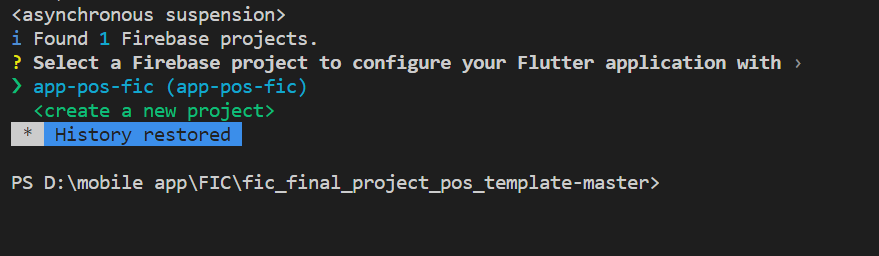 <asynchronous suspension>
i Found 1 Firebase projects.
? Select a Firebase project to configure your Flutter application with ›
❯ app-pos-fic (app-pos-fic)
<create a new project>
* History restored
PS D:\mobile app\FIC\fic_final_project_pos_template-master>